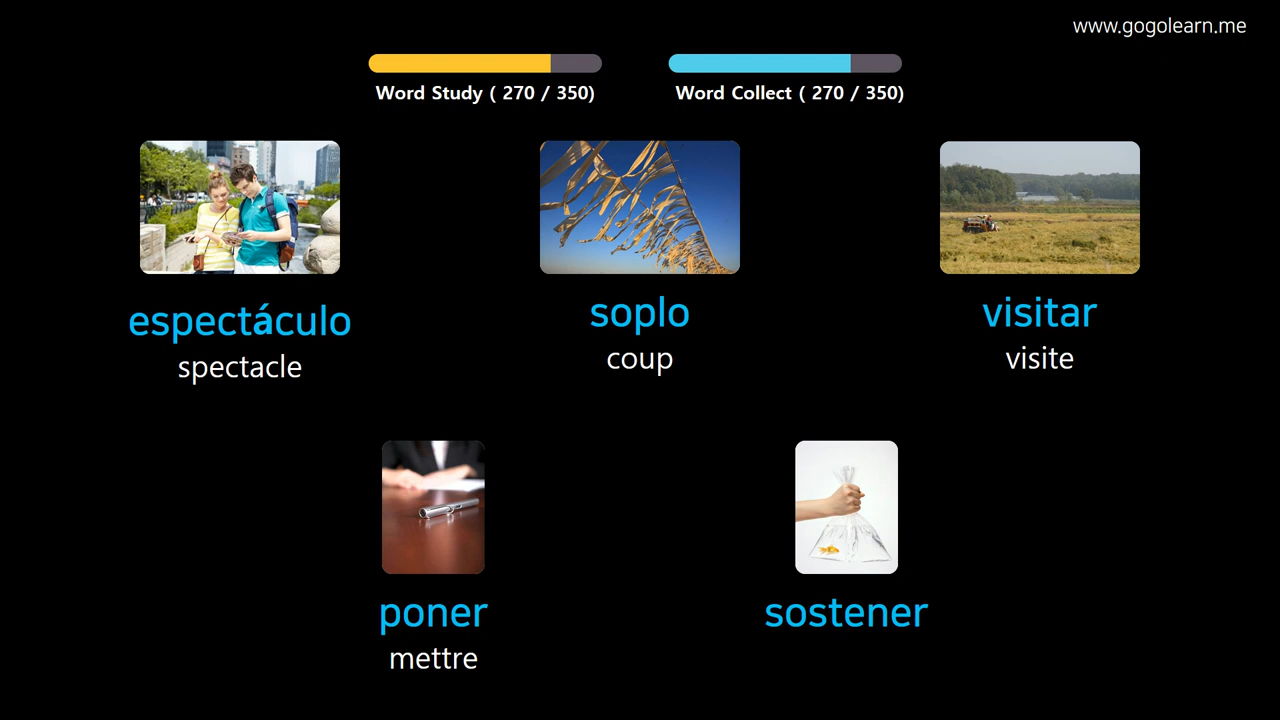 www.gogolearn.me
Word Study ( 270 / 350)
Word Collect ( 270 / 350)
espectáculo
spectacle
soplo
coup
visitar
visite
poner
mettre
sostener